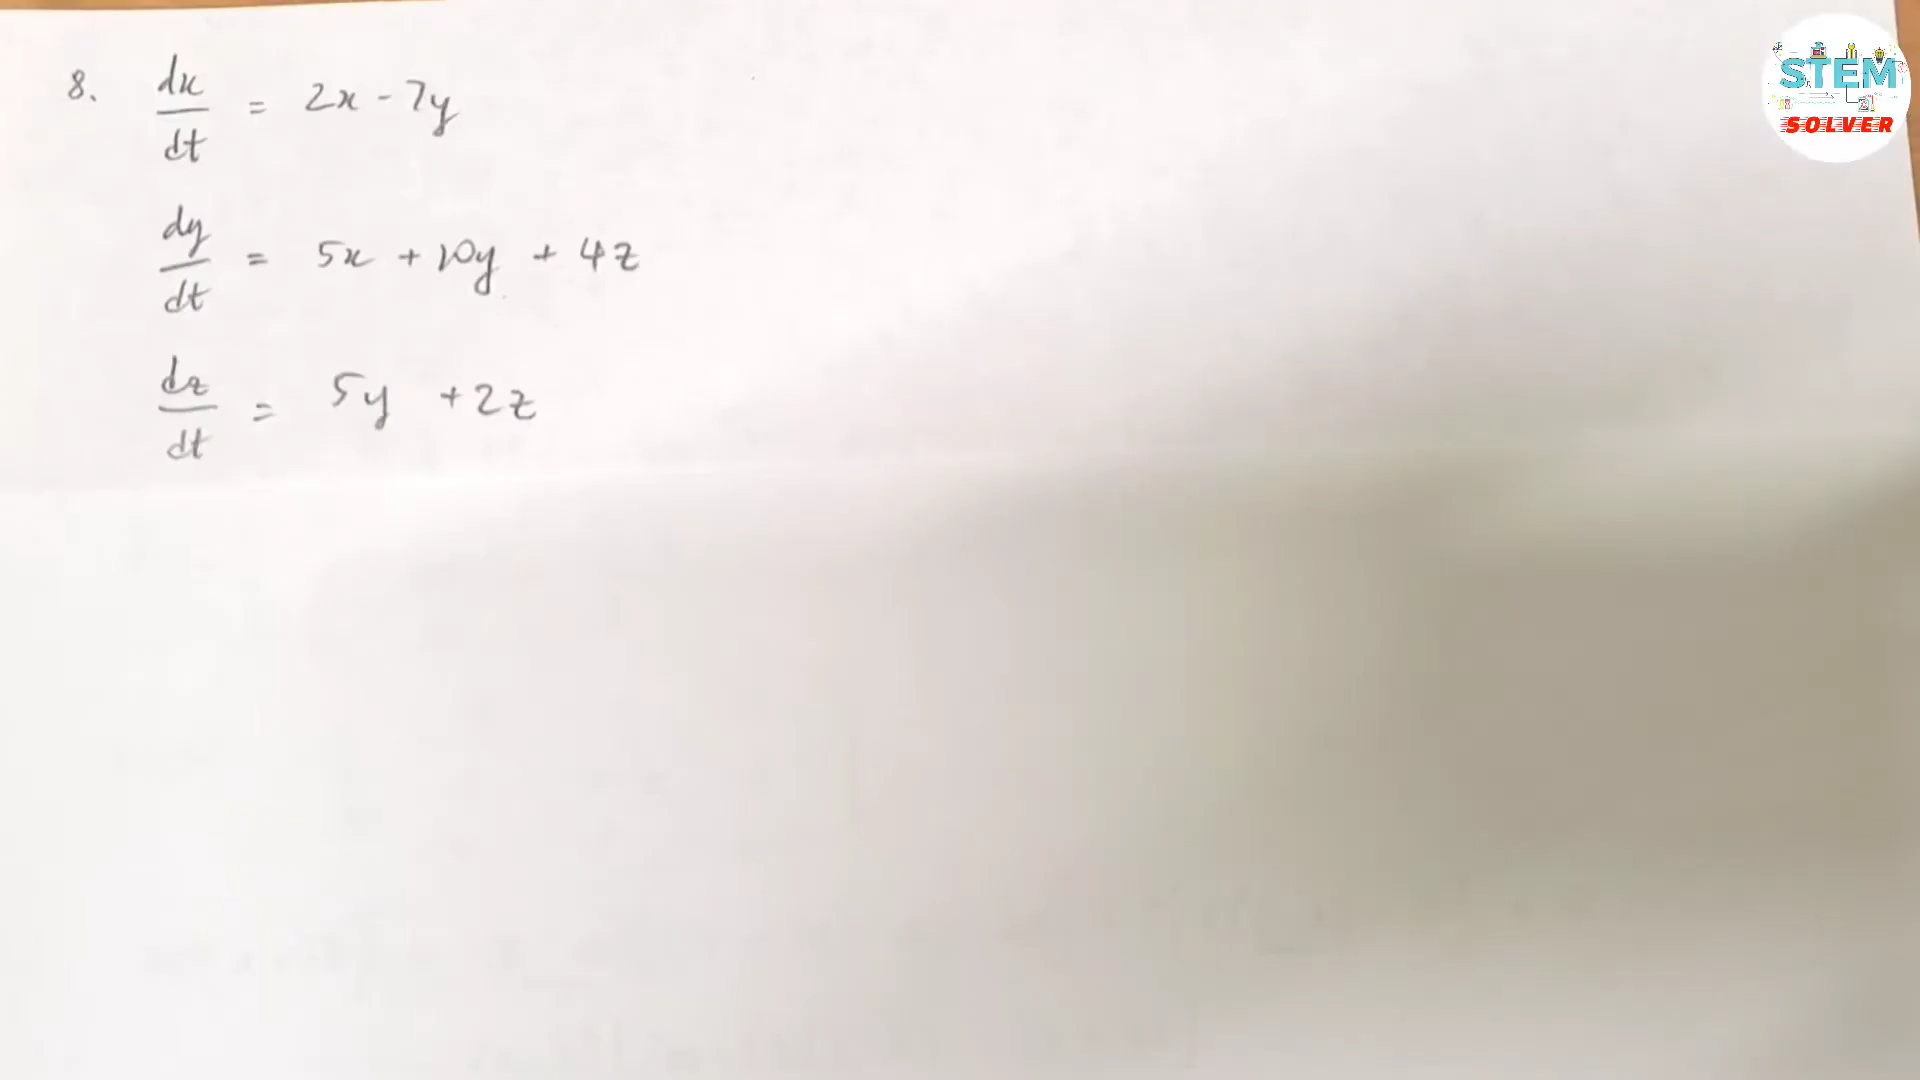 8. dx/dt = 2x - 7y
dy/dt = 5x + 10y + 4z
dz/dt = 5y + 2z
STEM
SOLVER